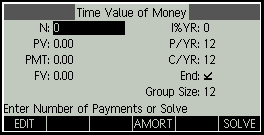 Time Value of Money
N: 0 I%YR: 0
PV: 0.00 P/YR: 12
PMT: 0.00 C/YR: 12
FV: 0.00 End:
Group Size: 12
Enter Number of Payments or Solve
EDIT AMORT SOLVE